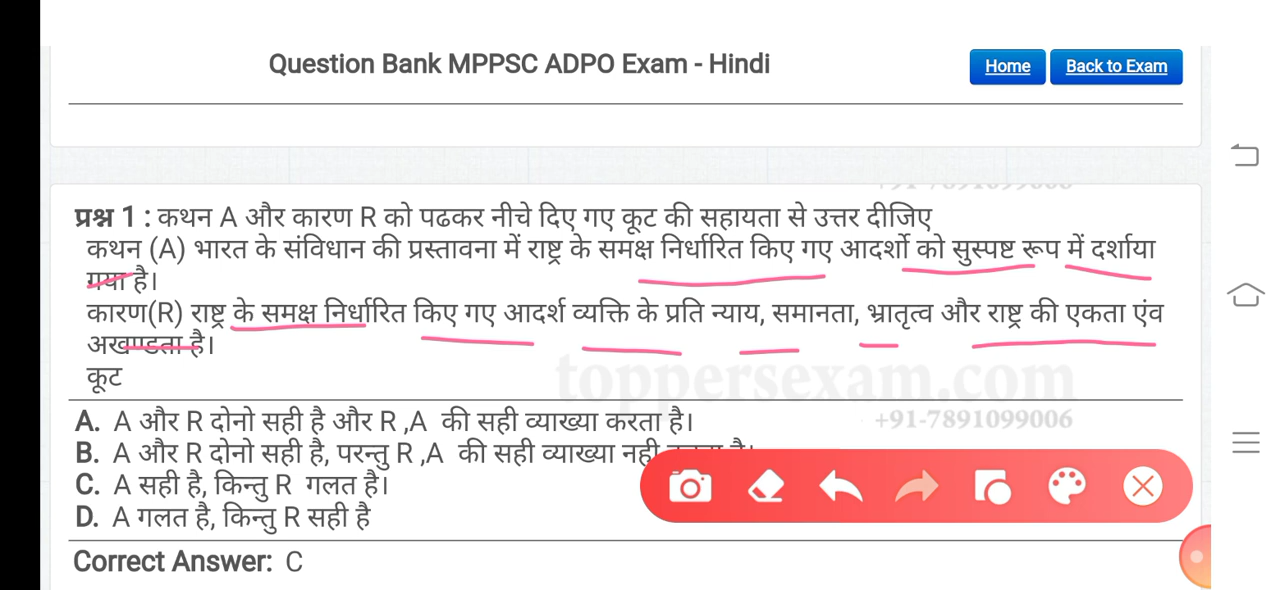 Question Bank MPPSC ADPO Exam - Hindi
Home
Back to Exam
प्रश्न 1 : कथन A और कारण R को पढकर नीचे दिए गए कूट की सहायता से उत्तर दीजिए
कथन (A) भारत के संविधान की प्रस्तावना में राष्ट्र के समक्ष निर्धारित किए गए आदर्शो को सुस्पष्ट रूप में दर्शाया
गया है।
कारण(R) राष्ट्र के समक्ष निर्धारित किए गए आदर्श व्यक्ति के प्रति न्याय, समानता, भ्रातृत्व और राष्ट्र की एकता एंव
अखण्डता है।
कूट
toppersexam.com
+91-7891099006
A. A और R दोनो सही है और R ,A की सही व्याख्या करता है।
B. A और R दोनो सही है, परन्तु R ,A की सही व्याख्या नही
C. A सही है, किन्तु R गलत है।
D. A गलत है, किन्तु R सही है
Correct Answer: C